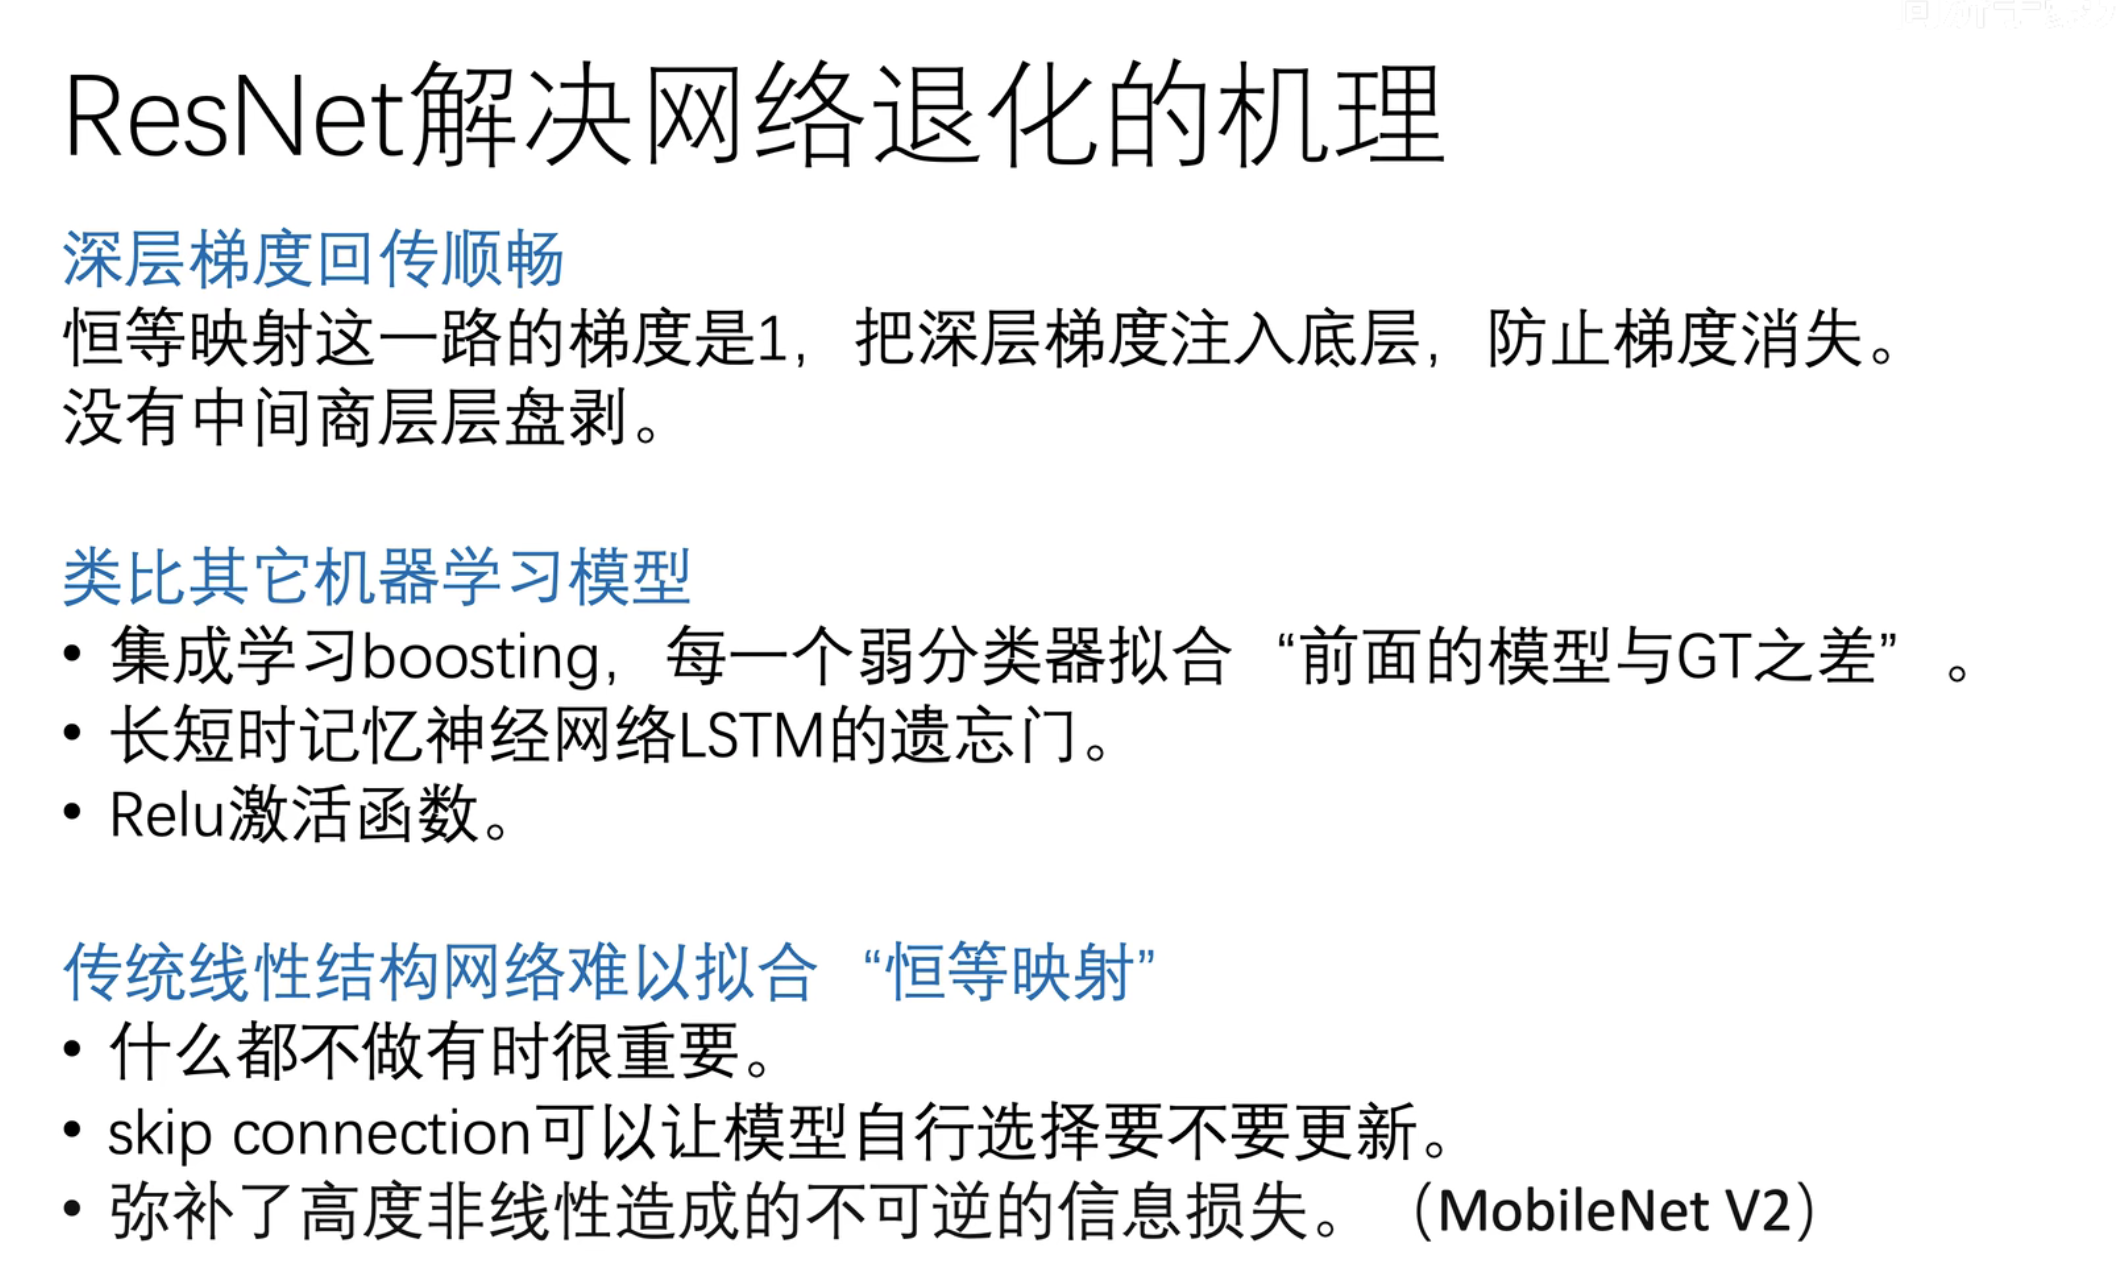 ResNet解决网络退化的机理
深层梯度回传顺畅
恒等映射这一路的梯度是1，把深层梯度注入底层，防止梯度消失。
没有中间商层层盘剥。
类比其它机器学习模型
• 集成学习boosting，每一个弱分类器拟合“前面的模型与GT之差”。
• 长短时记忆神经网络LSTM的遗忘门。
• Relu激活函数。
传统线性结构网络难以拟合“恒等映射”
• 什么都不做有时很重要。
• skip connection可以让模型自行选择要不要更新。
• 弥补了高度非线性造成的不可逆的信息损失。（MobileNet V2）